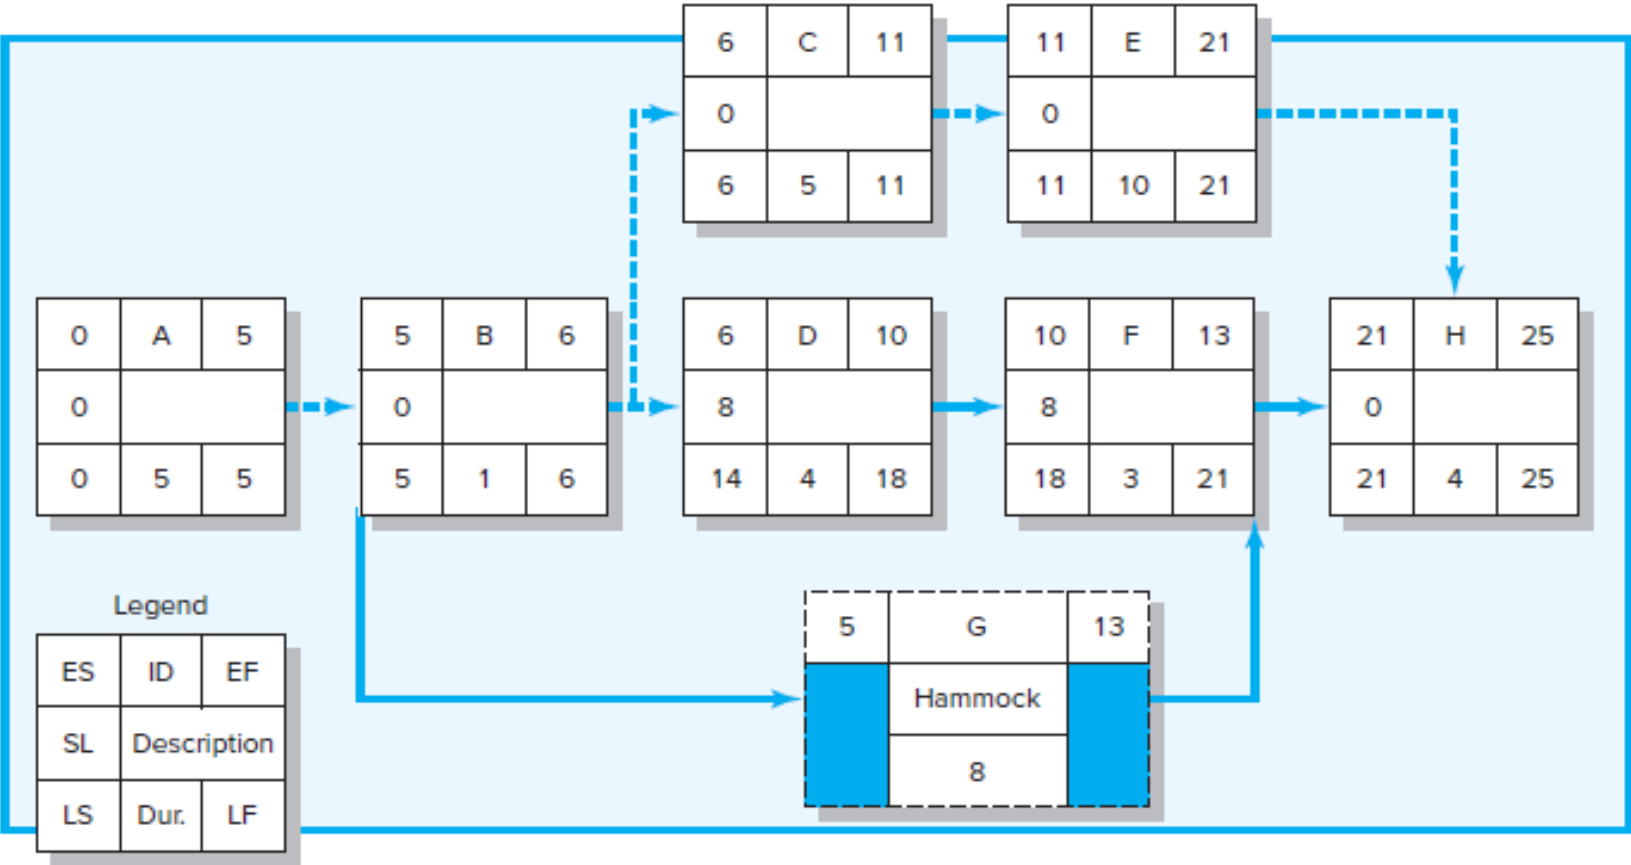 6 C 11
0
6 5 11
11 E 21
0
11 10 21
0 A 5
0
0 5 5
5 B 6
0
5 1 6
6 D 10
8
14 4 18
10 F 13
8
18 3 21
21 H 25
0
21 4 25
Legend
ES ID EF
SL Description
LS Dur. LF
5 G 13
Hammock
8